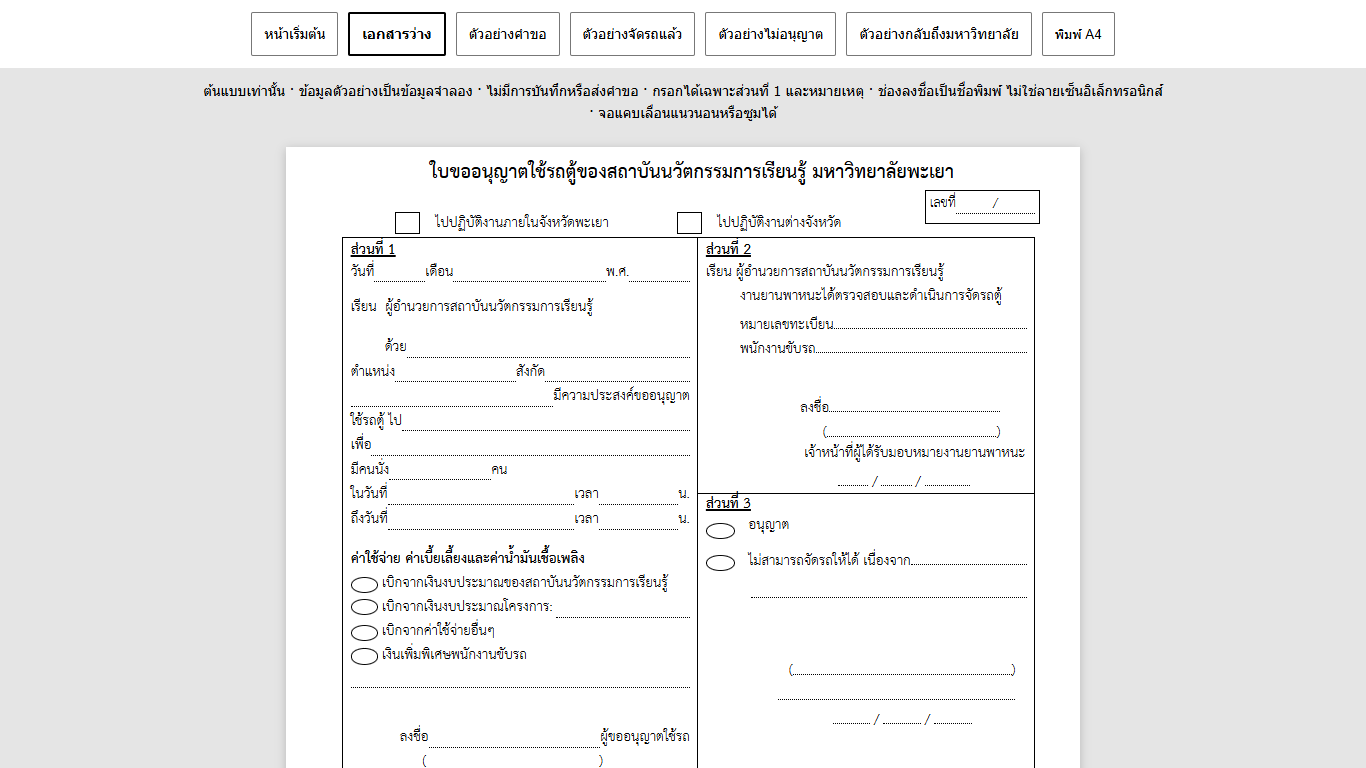 หน้าเริ่มต้น
เอกสารว่าง
ตัวอย่างคำขอ
ตัวอย่างจัดรถแล้ว
ตัวอย่างไม่อนุญาต
ตัวอย่างกลับถึงมหาวิทยาลัย
พิมพ์ A4
ต้นแบบเท่านั้น · ข้อมูลตัวอย่างเป็นข้อมูลจำลอง · ไม่มีการบันทึกหรือส่งคำขอ · กรอกได้เฉพาะส่วนที่ 1 และหมายเหตุ · ช่องลงชื่อเป็นชื่อพิมพ์ ไม่ใช่ลายเซ็นอิเล็กทรอนิกส์
· จอแคบเลื่อนแนวนอนหรือซูมได้
ใบขออนุญาตใช้รถตู้ของสถาบันนวัตกรรมการเรียนรู้ มหาวิทยาลัยพะเยา
เลขที่ /
ไปปฏิบัติงานภายในจังหวัดพะเยา
ไปปฏิบัติงานต่างจังหวัด
ส่วนที่ 1
วันที่ เดือน พ.ศ.
เรียน ผู้อำนวยการสถาบันนวัตกรรมการเรียนรู้
ด้วย
ตำแหน่ง สังกัด
มีความประสงค์ขออนุญาต
ใช้รถตู้ ไป
เพื่อ
มีคนนั่ง คน
ในวันที่ เวลา น.
ถึงวันที่ เวลา น.
ค่าใช้จ่าย ค่าเบี้ยเลี้ยงและค่าน้ำมันเชื้อเพลิง
เบิกจากเงินงบประมาณของสถาบันนวัตกรรมการเรียนรู้
เบิกจากเงินงบประมาณโครงการ:
เบิกจากค่าใช้จ่ายอื่นๆ
เงินเพิ่มพิเศษพนักงานขับรถ
ลงชื่อ ผู้ขออนุญาตใช้รถ
( )
ส่วนที่ 2
เรียน ผู้อำนวยการสถาบันนวัตกรรมการเรียนรู้
งานยานพาหนะได้ตรวจสอบและดำเนินการจัดรถตู้
หมายเลขทะเบียน
พนักงานขับรถ
ลงชื่อ
( )
เจ้าหน้าที่ผู้ได้รับมอบหมายงานยานพาหนะ
/ /
ส่วนที่ 3
อนุญาต
ไม่สามารถจัดรถให้ได้ เนื่องจาก
( )
/ /